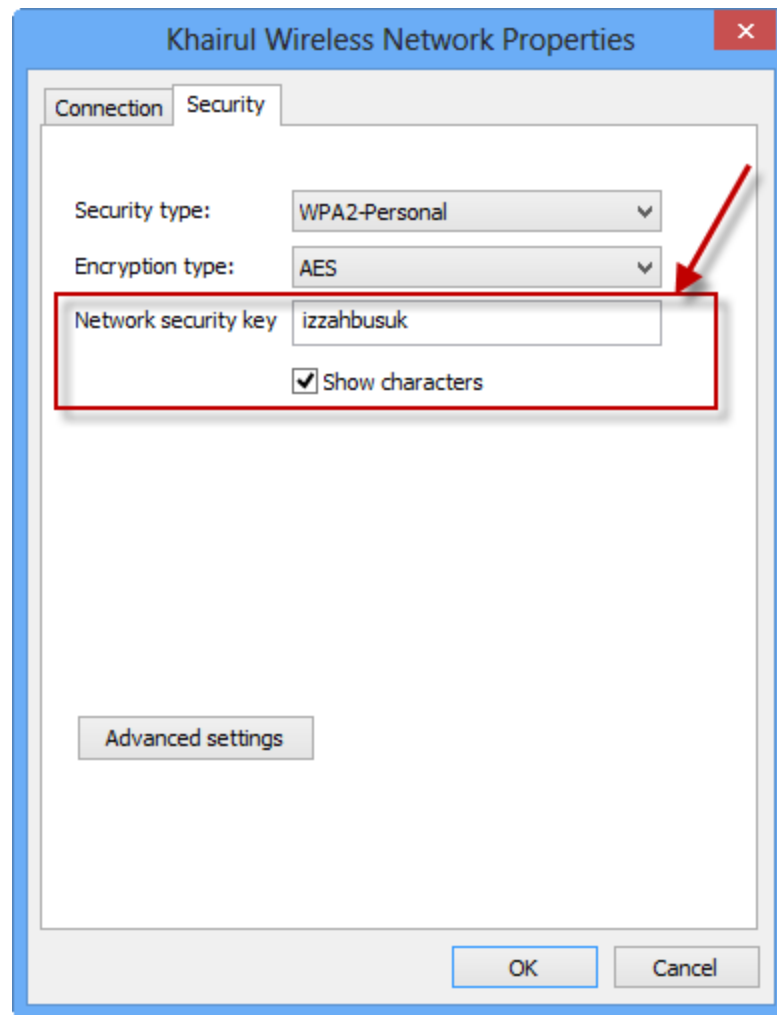 Khairul Wireless Network Properties
Connection Security
Security type: WPA2-Personal
Encryption type: AES
Network security key izzahbusuk
Show characters
Advanced settings
OK Cancel